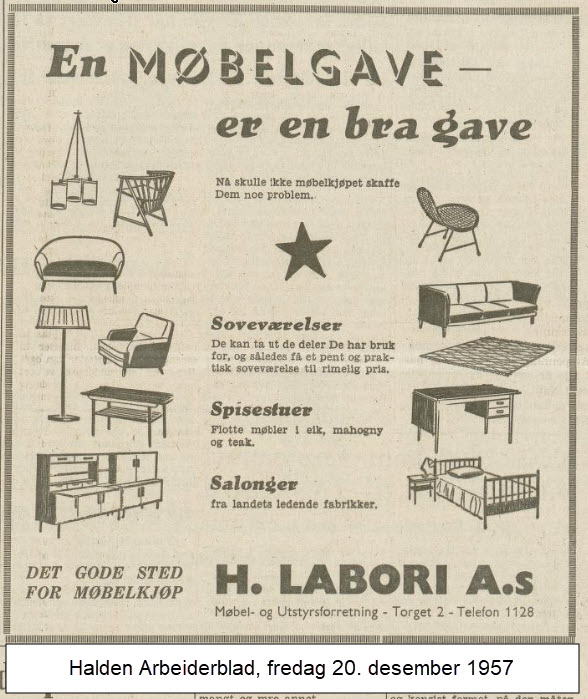 En MØBELGAVE —
er en bra gave
Nå skulle ikke møbelkjøpet skaffe
Dem noe problem.
Soveværelser
De kan ta ut de deler De har bruk
for, og således få et pent og prak-
tisk soveværelse til rimelig pris.
Spisestuer
Flotte møbler i eik, mahogny
og teak.
Salonger
fra landets ledende fabrikker.
DET GODE STED
FOR MØBELKJØP
H. LABORI A.s
Møbel- og Utstyrsforretning - Torget 2 - Telefon 1128
Halden Arbeiderblad, fredag 20. desember 1957